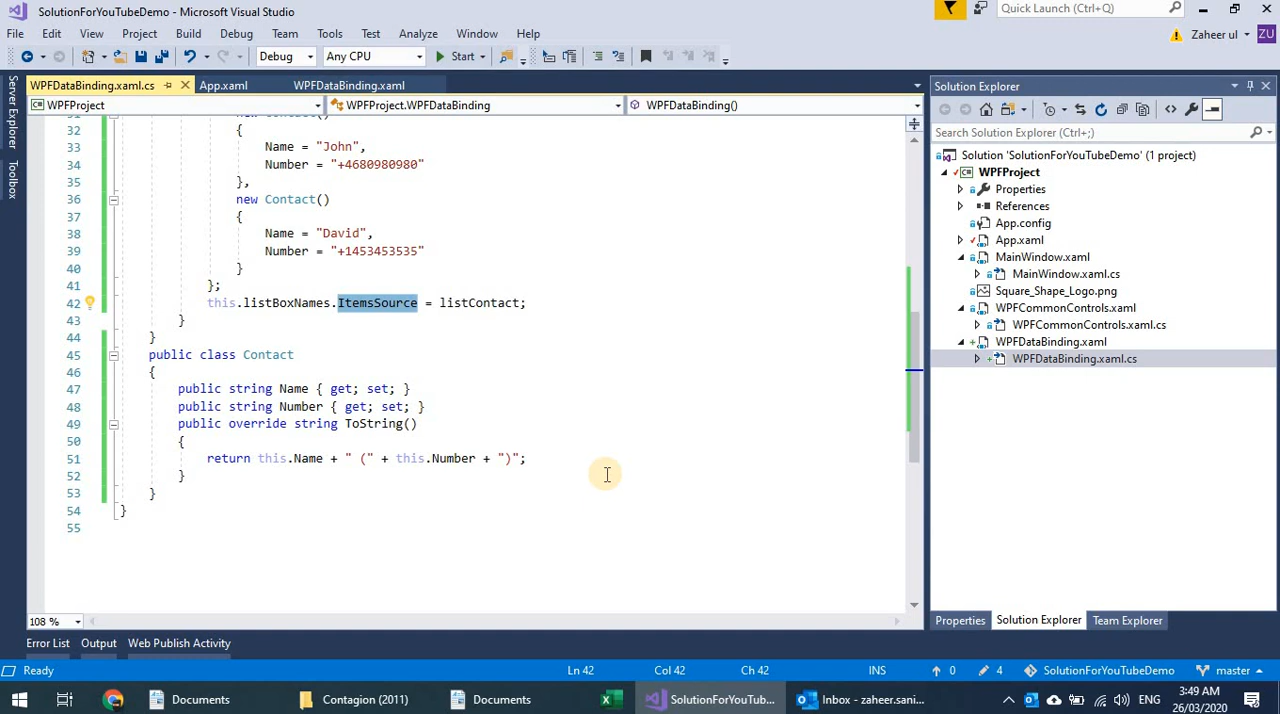 SolutionForYouTubeDemo - Microsoft Visual Studio
Quick Launch (Ctrl+Q)
File Edit View Project Build Debug Team Tools Test Analyze Window Help
Zaheer ul ZU
Debug Any CPU Start
WPFDataBinding.xaml.cs App.xaml WPFDataBinding.xaml
WPFProject WPFProject.WPFDataBinding WPFDataBinding()
Server Explorer
Toolbox
31 new Contact()
32 {
33 Name = "John",
34 Number = "+4680980980"
35 },
36 new Contact()
37 {
38 Name = "David",
39 Number = "+1453453535"
40 }
41 };
42 this.listBoxNames.ItemsSource = listContact;
43 }
44 }
45 public class Contact
46 {
47 public string Name { get; set; }
48 public string Number { get; set; }
49 public override string ToString()
50 {
51 return this.Name + " (" + this.Number + ")";
52 }
53 }
54 }
55
108 %
Solution Explorer
Search Solution Explorer (Ctrl+;)
Solution 'SolutionForYouTubeDemo' (1 project)
WPFProject
Properties
References
App.config
App.xaml
MainWindow.xaml
MainWindow.xaml.cs
Square_Shape_Logo.png
WPFCommonControls.xaml
WPFCommonControls.xaml.cs
WPFDataBinding.xaml
WPFDataBinding.xaml.cs
Properties Solution Explorer Team Explorer
Error List Output Web Publish Activity
Ready Ln 42 Col 42 Ch 42 INS 0 4 SolutionForYouTubeDemo master
Documents Contagion (2011) Documents SolutionForYouTub... Inbox - zaheer.sani... ENG 3:49 AM
26/03/2020